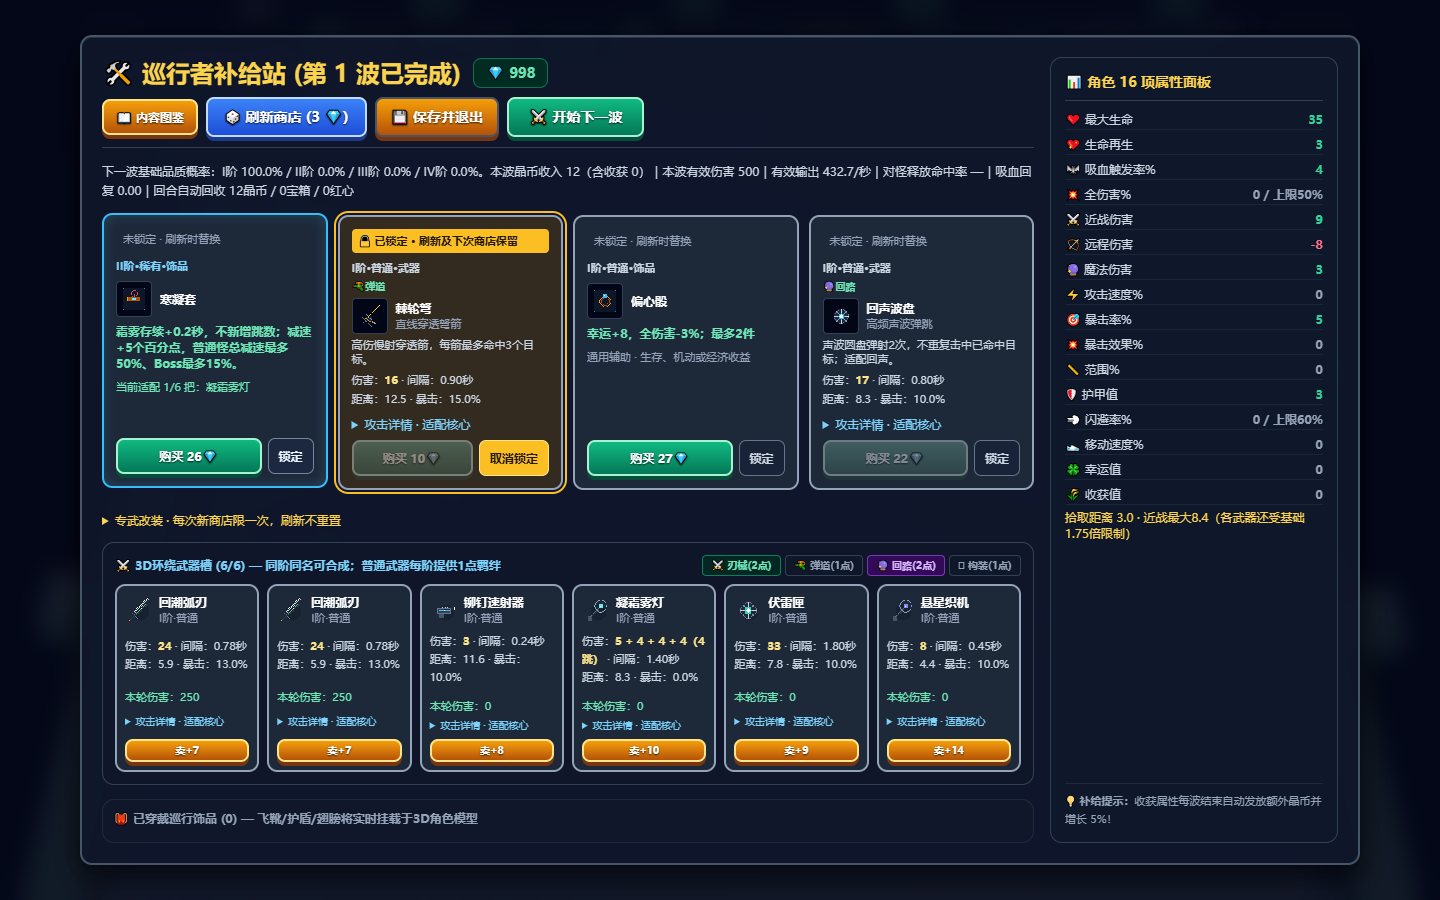 巡行者补给站 (第 1 波已完成) 998
内容图鉴 刷新商店 (3 ) 保存并退出 开始下一波
下一波基础品质概率：I阶 100.0% / II阶 0.0% / III阶 0.0% / IV阶 0.0%。本波晶币收入 12（含收获 0） | 本波有效伤害 500 | 有效输出 432.7/秒 | 对怪释放命中率 — | 吸血回
复 0.00 | 回合自动回收 12晶币 / 0宝箱 / 0红心
未锁定 · 刷新时替换
II阶•稀有•饰品
寒凝套
霜雾存续+0.2秒，不新增跳数；减速
+5个百分点，普通怪总减速最多
50%、Boss最多15%。
当前适配 1/6 把：凝霜雾灯
购买 26 锁定
已锁定 • 刷新及下次商店保留
I阶•普通•武器
弹道
棘轮弩
直线穿透弩箭
高伤慢射穿透箭，每箭最多命中3个目
标。
伤害：16 · 间隔：0.90秒
距离：12.5 · 暴击：15.0%
攻击详情 · 适配核心
购买 10 取消锁定
未锁定 · 刷新时替换
I阶•普通•饰品
偏心骰
幸运+8，全伤害-3%；最多2件
通用辅助 · 生存、机动或经济收益
购买 27 锁定
未锁定 · 刷新时替换
I阶•普通•武器
回路
回声波盘
高频声波弹跳
声波圆盘弹射2次，不重复击中已命中目
标；适配回声。
伤害：17 · 间隔：0.80秒
距离：8.3 · 暴击：10.0%
攻击详情 · 适配核心
购买 22 锁定
专武改装 · 每次新商店限一次，刷新不重置
3D环绕武器槽 (6/6) — 同阶同名可合成；普通武器每阶提供1点羁绊
刃械(2点) 弹道(1点) 回路(2点) 构装(1点)
回潮弧刃
I阶·普通
伤害：24 · 间隔：0.78秒
距离：5.9 · 暴击：13.0%
本轮伤害：250
攻击详情 · 适配核心
卖+7
回潮弧刃
I阶·普通
伤害：24 · 间隔：0.78秒
距离：5.9 · 暴击：13.0%
本轮伤害：250
攻击详情 · 适配核心
卖+7
铆钉速射器
I阶·普通
伤害：3 · 间隔：0.24秒
距离：11.6 · 暴击：
10.0%
本轮伤害：0
攻击详情 · 适配核心
卖+8
凝霜雾灯
I阶·普通
伤害：5 + 4 + 4 + 4（4
跳） · 间隔：1.40秒
距离：8.3 · 暴击：0.0%
本轮伤害：0
攻击详情 · 适配核心
卖+10
伏雷匣
I阶·普通
伤害：33 · 间隔：1.80秒
距离：7.8 · 暴击：10.0%
本轮伤害：0
攻击详情 · 适配核心
卖+9
悬星织机
I阶·普通
伤害：8 · 间隔：0.45秒
距离：4.4 · 暴击：10.0%
本轮伤害：0
攻击详情 · 适配核心
卖+14
已穿戴巡行饰品 (0) — 飞靴/护盾/翅膀将实时挂载于3D角色模型
角色 16 项属性面板
最大生命 35
生命再生 3
吸血触发率% 4
全伤害% 0 / 上限50%
近战伤害 9
远程伤害 -8
魔法伤害 3
攻击速度% 0
暴击率% 5
暴击效果% 0
范围% 0
护甲值 3
闪避率% 0 / 上限60%
移动速度% 0
幸运值 0
收获值 0
拾取距离 3.0 · 近战最大8.4（各武器还受基础
1.75倍限制）
补给提示：收获属性每波结束自动发放额外晶币并
增长 5%！